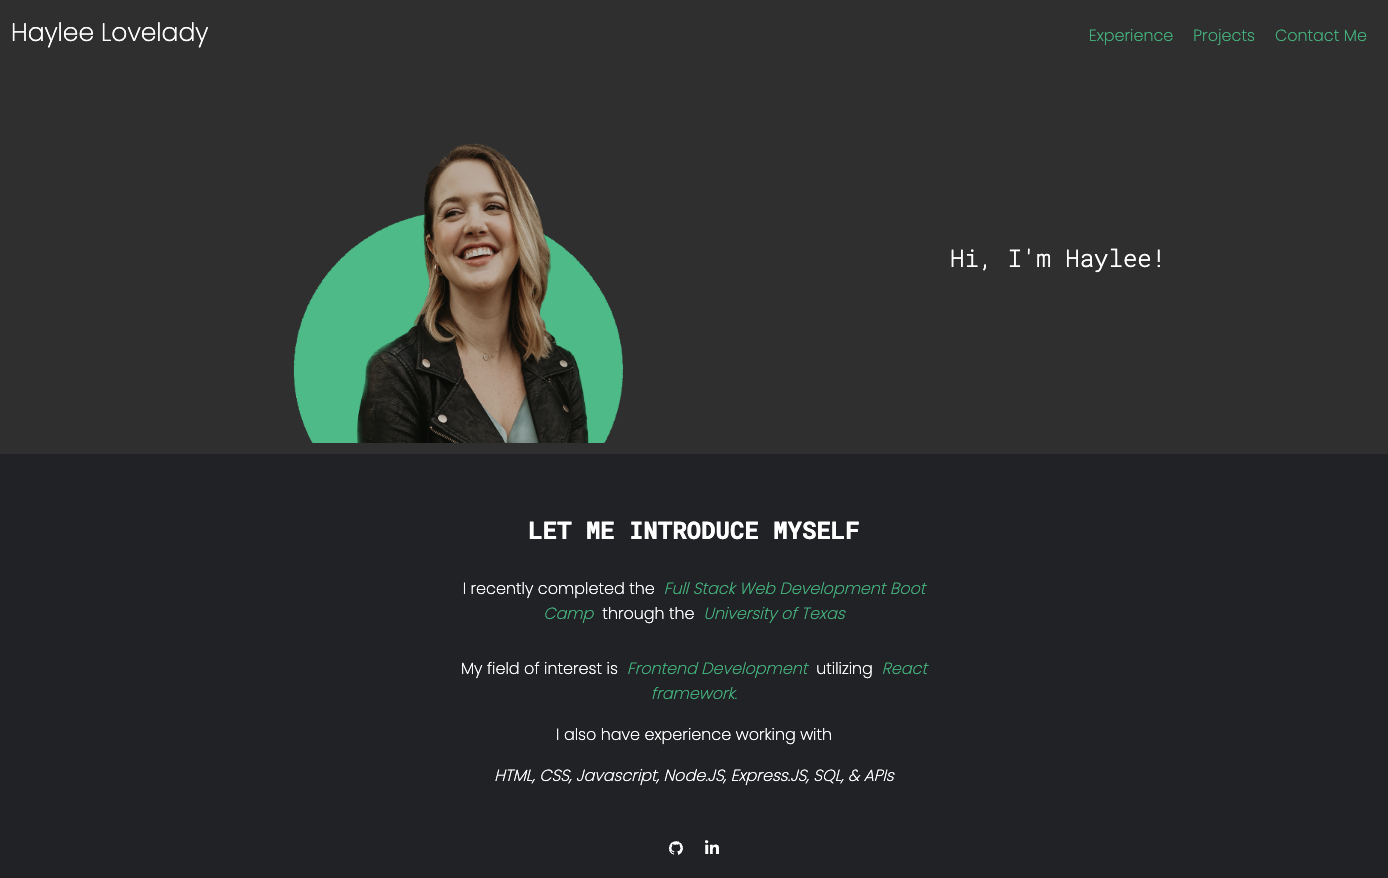 Haylee Lovelady
Experience Projects Contact Me
Hi, I'm Haylee!
LET ME INTRODUCE MYSELF
I recently completed the Full Stack Web Development Boot
Camp through the University of Texas
My field of interest is Frontend Development utilizing React
framework.
I also have experience working with
HTML, CSS, Javascript, Node.JS, Express.JS, SQL, & APIs
in